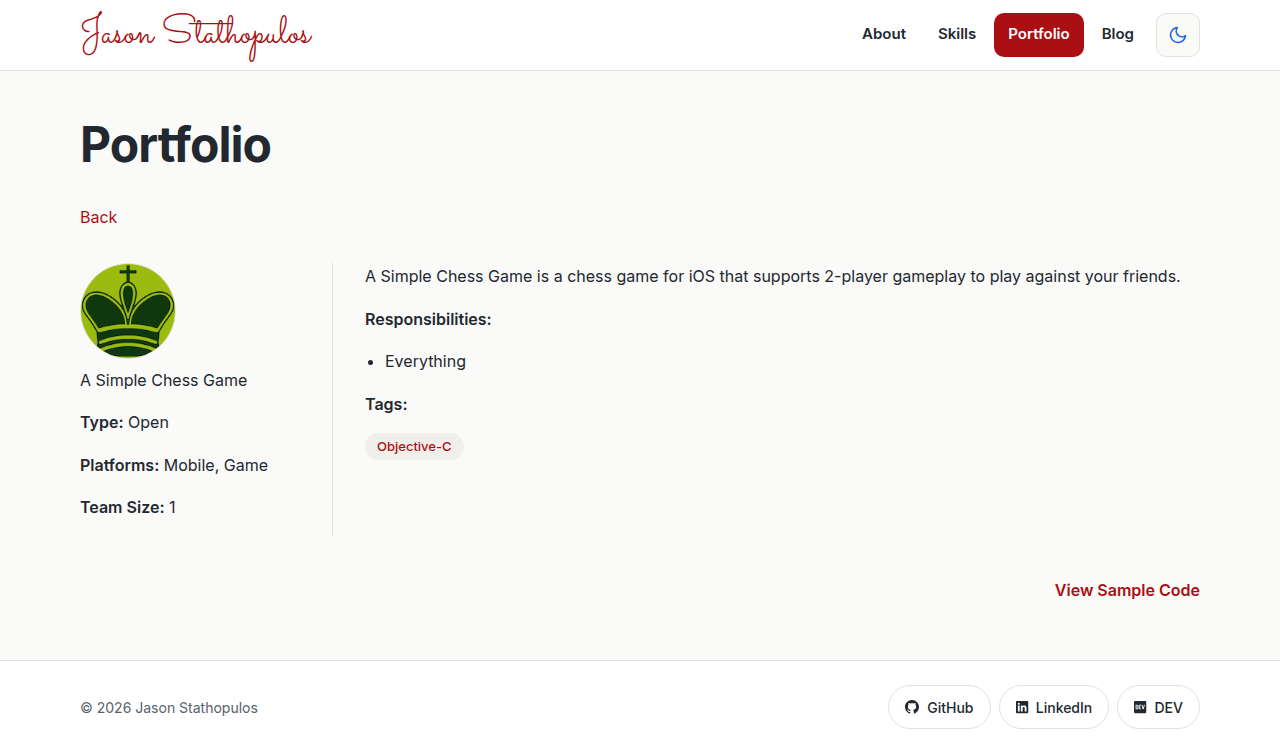 Jason Stathopulos
About Skills Portfolio Blog
Portfolio
Back
A Simple Chess Game
Type: Open
Platforms: Mobile, Game
Team Size: 1
A Simple Chess Game is a chess game for iOS that supports 2-player gameplay to play against your friends.
Responsibilities:
• Everything
Tags:
Objective-C
View Sample Code
© 2026 Jason Stathopulos
GitHub LinkedIn DEV